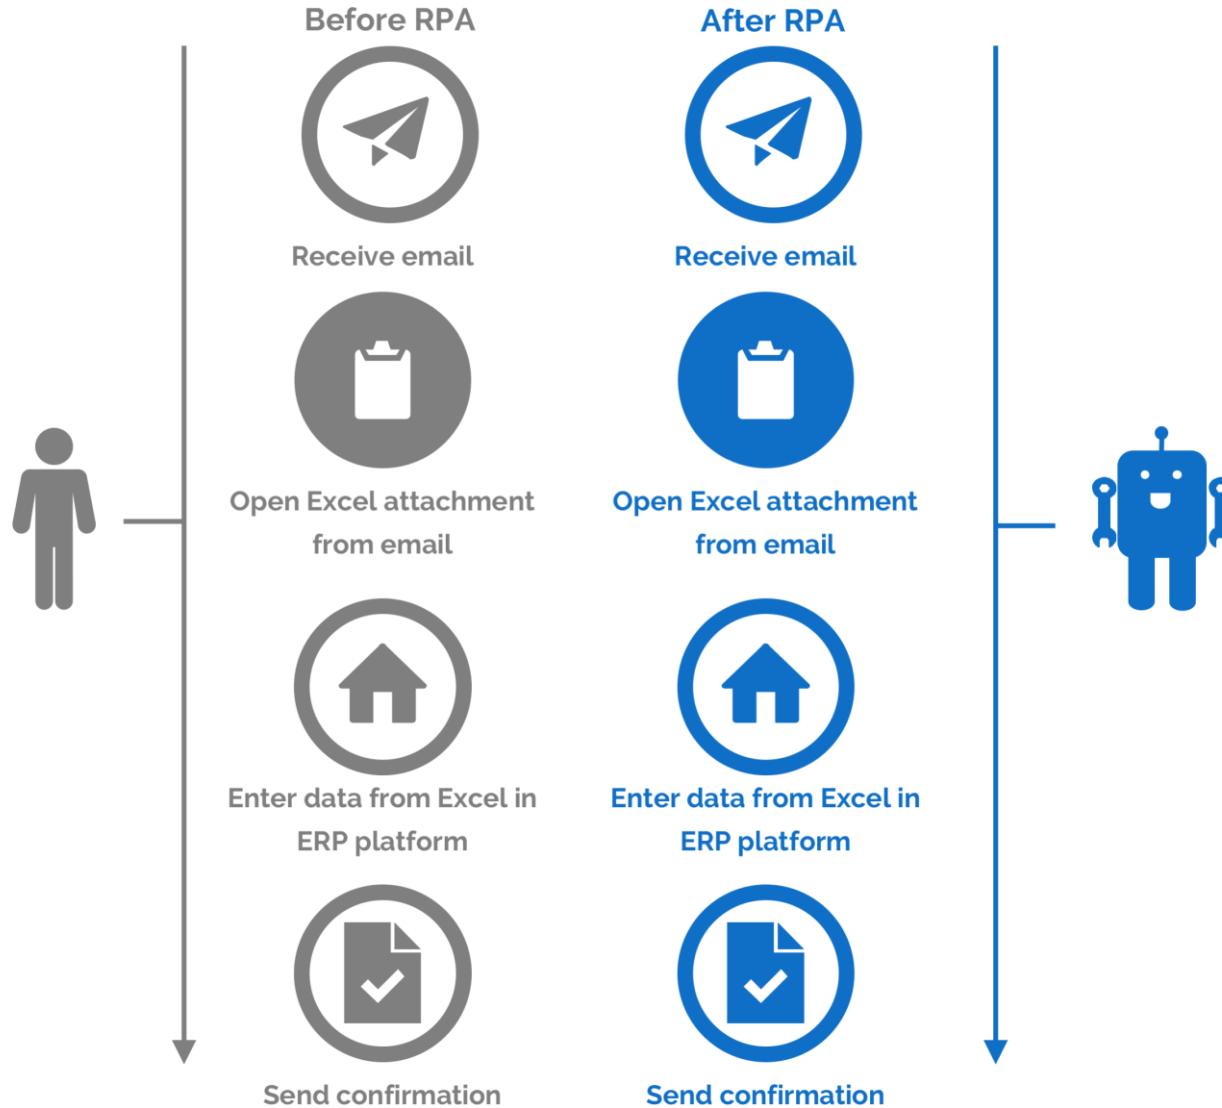 Before RPA
After RPA
Receive email
Receive email
Open Excel attachment
from email
Open Excel attachment
from email
Enter data from Excel in
ERP platform
Enter data from Excel in
ERP platform
Send confirmation
Send confirmation